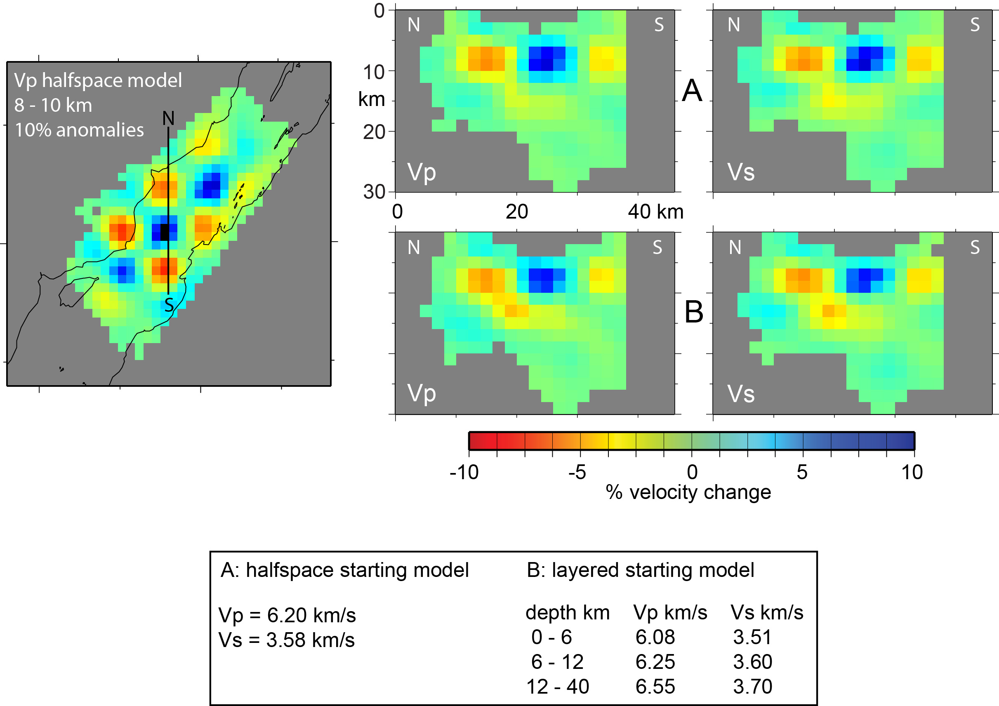 Vp halfspace model
8 - 10 km
10% anomalies
N
S
0
10
km
20
30
N
S
Vp
0
20
40 km
A
N
S
Vs
N
S
Vp
B
N
S
Vs
-10
-5
0
5
10
% velocity change
A: halfspace starting model
Vp = 6.20 km/s
Vs = 3.58 km/s
B: layered starting model
depth km Vp km/s Vs km/s
0 - 6 6.08 3.51
6 - 12 6.25 3.60
12 - 40 6.55 3.70